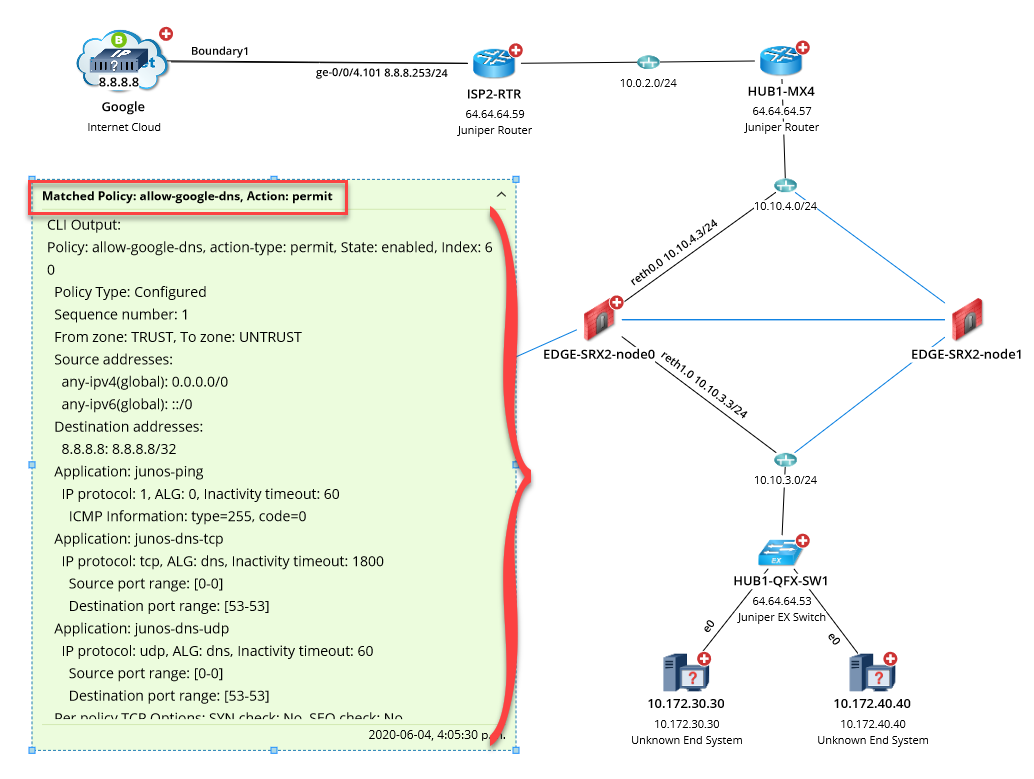 B
IP
?
et
8.8.8.8
Google
Internet Cloud
Boundary1
ge-0/0/4.101 8.8.8.253/24
ISP2-RTR
64.64.64.59
Juniper Router
10.0.2.0/24
HUB1-MX4
64.64.64.57
Juniper Router
10.10.4.0/24
reth0.0 10.10.4.3/24
EDGE-SRX2-node0
EDGE-SRX2-node1
reth1.0 10.10.3.3/24
10.10.3.0/24
EX
HUB1-QFX-SW1
64.64.64.53
Juniper EX Switch
e0
e0
?
10.172.30.30
10.172.30.30
Unknown End System
?
10.172.40.40
10.172.40.40
Unknown End System
Matched Policy: allow-google-dns, Action: permit
CLI Output:
Policy: allow-google-dns, action-type: permit, State: enabled, Index: 6
0
Policy Type: Configured
Sequence number: 1
From zone: TRUST, To zone: UNTRUST
Source addresses:
any-ipv4(global): 0.0.0.0/0
any-ipv6(global): ::/0
Destination addresses:
8.8.8.8: 8.8.8.8/32
Application: junos-ping
IP protocol: 1, ALG: 0, Inactivity timeout: 60
ICMP Information: type=255, code=0
Application: junos-dns-tcp
IP protocol: tcp, ALG: dns, Inactivity timeout: 1800
Source port range: [0-0]
Destination port range: [53-53]
Application: junos-dns-udp
IP protocol: udp, ALG: dns, Inactivity timeout: 60
Source port range: [0-0]
Destination port range: [53-53]
Per policy TCP Options: SYN check: No, SEQ check: No
2020-06-04, 4:05:30 p.m.